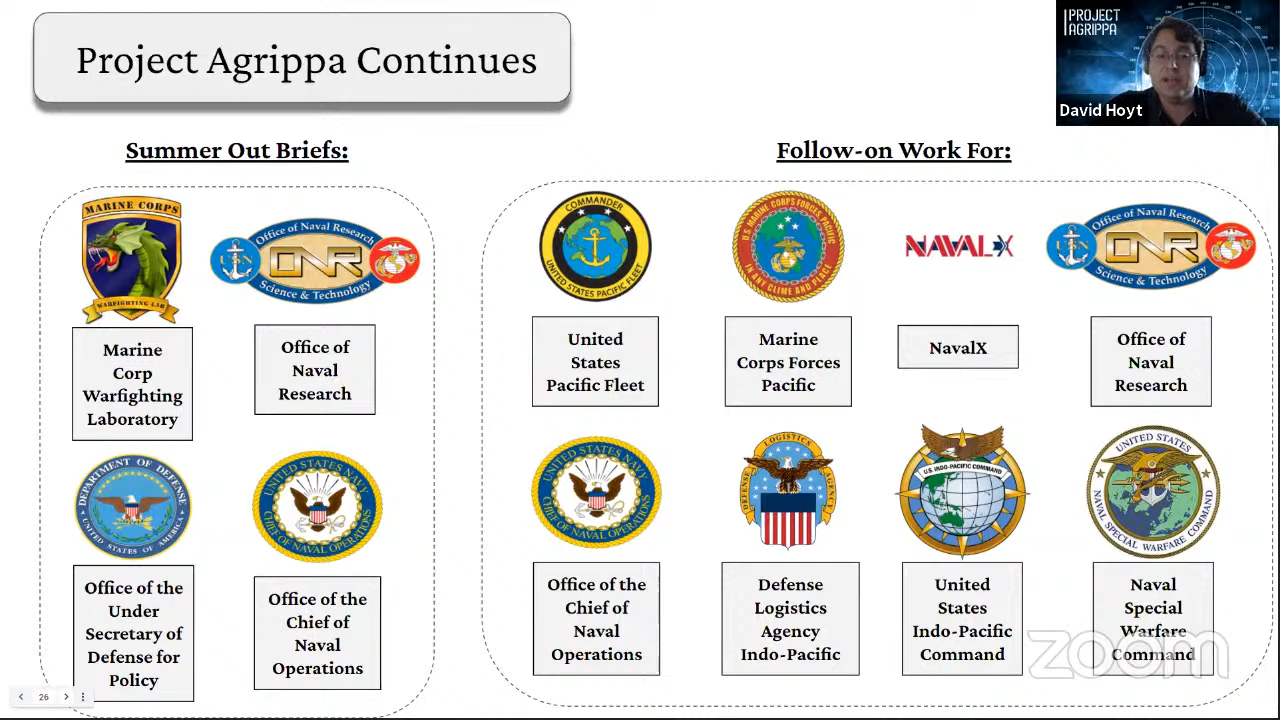 Project Agrippa Continues
PROJECT
AGRIPPA
David Hoyt
Summer Out Briefs:
MARINE CORPS
WARFIGHTING LAB
Marine
Corp
Warfighting
Laboratory
Office of Naval Research
USN
ONR
Science & Technology
Office of
Naval
Research
DEPARTMENT OF DEFENSE
UNITED STATES OF AMERICA
Office of the
Under
Secretary of
Defense for
Policy
UNITED STATES NAVY
CHIEF OF NAVAL OPERATIONS
Office of the
Chief of
Naval
Operations
Follow-on Work For:
COMMANDER
UNITED STATES PACIFIC FLEET
United
States
Pacific Fleet
U.S. MARINE CORPS FORCES, PACIFIC
IN ANY CLIME AND PLACE
Marine
Corps Forces
Pacific
NAVALX
NavalX
Office of Naval Research
USN
ONR
Science & Technology
Office of
Naval
Research
UNITED STATES NAVY
CHIEF OF NAVAL OPERATIONS
Office of the
Chief of
Naval
Operations
DEFENSE LOGISTICS AGENCY
Defense
Logistics
Agency
Indo-Pacific
U.S. INDO-PACIFIC COMMAND
United
States
Indo-Pacific
Command
UNITED STATES
NAVAL SPECIAL WARFARE COMMAND
Naval
Special
Warfare
Command
zoom
26